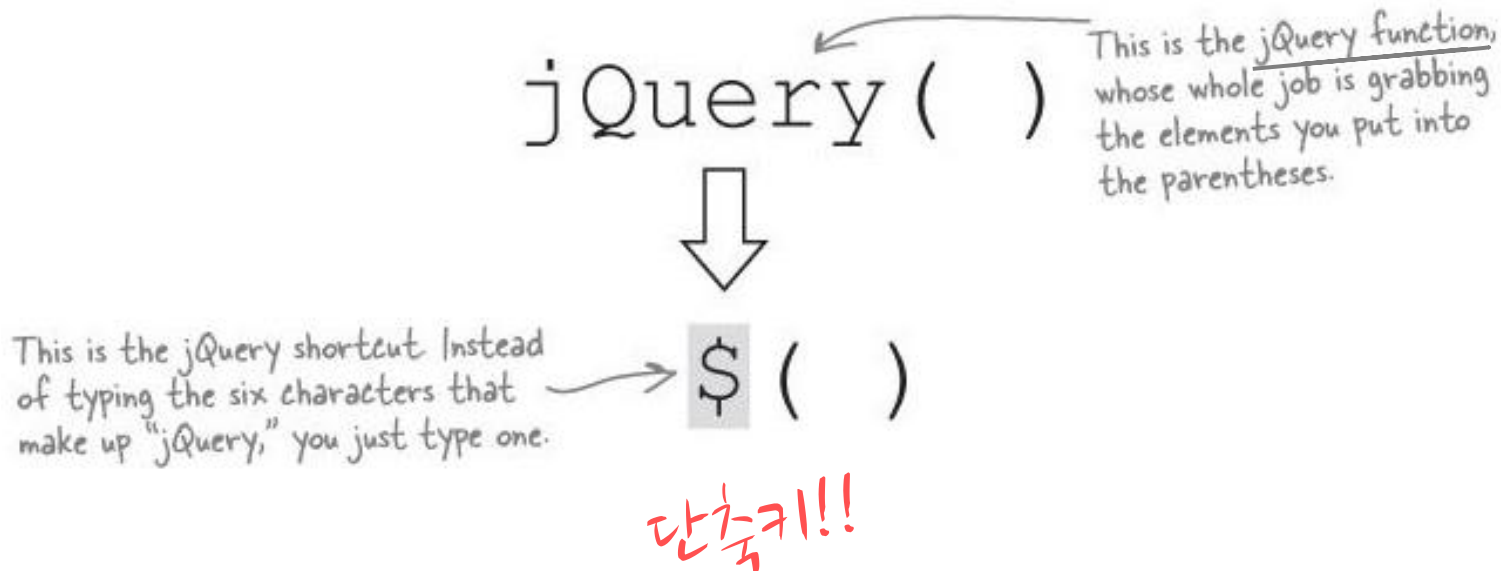 jQuery( )
This is the jQuery function,
whose whole job is grabbing
the elements you put into
the parentheses.
This is the jQuery shortcut Instead
of typing the six characters that
make up "jQuery," you just type one.
$( )
단축키!!